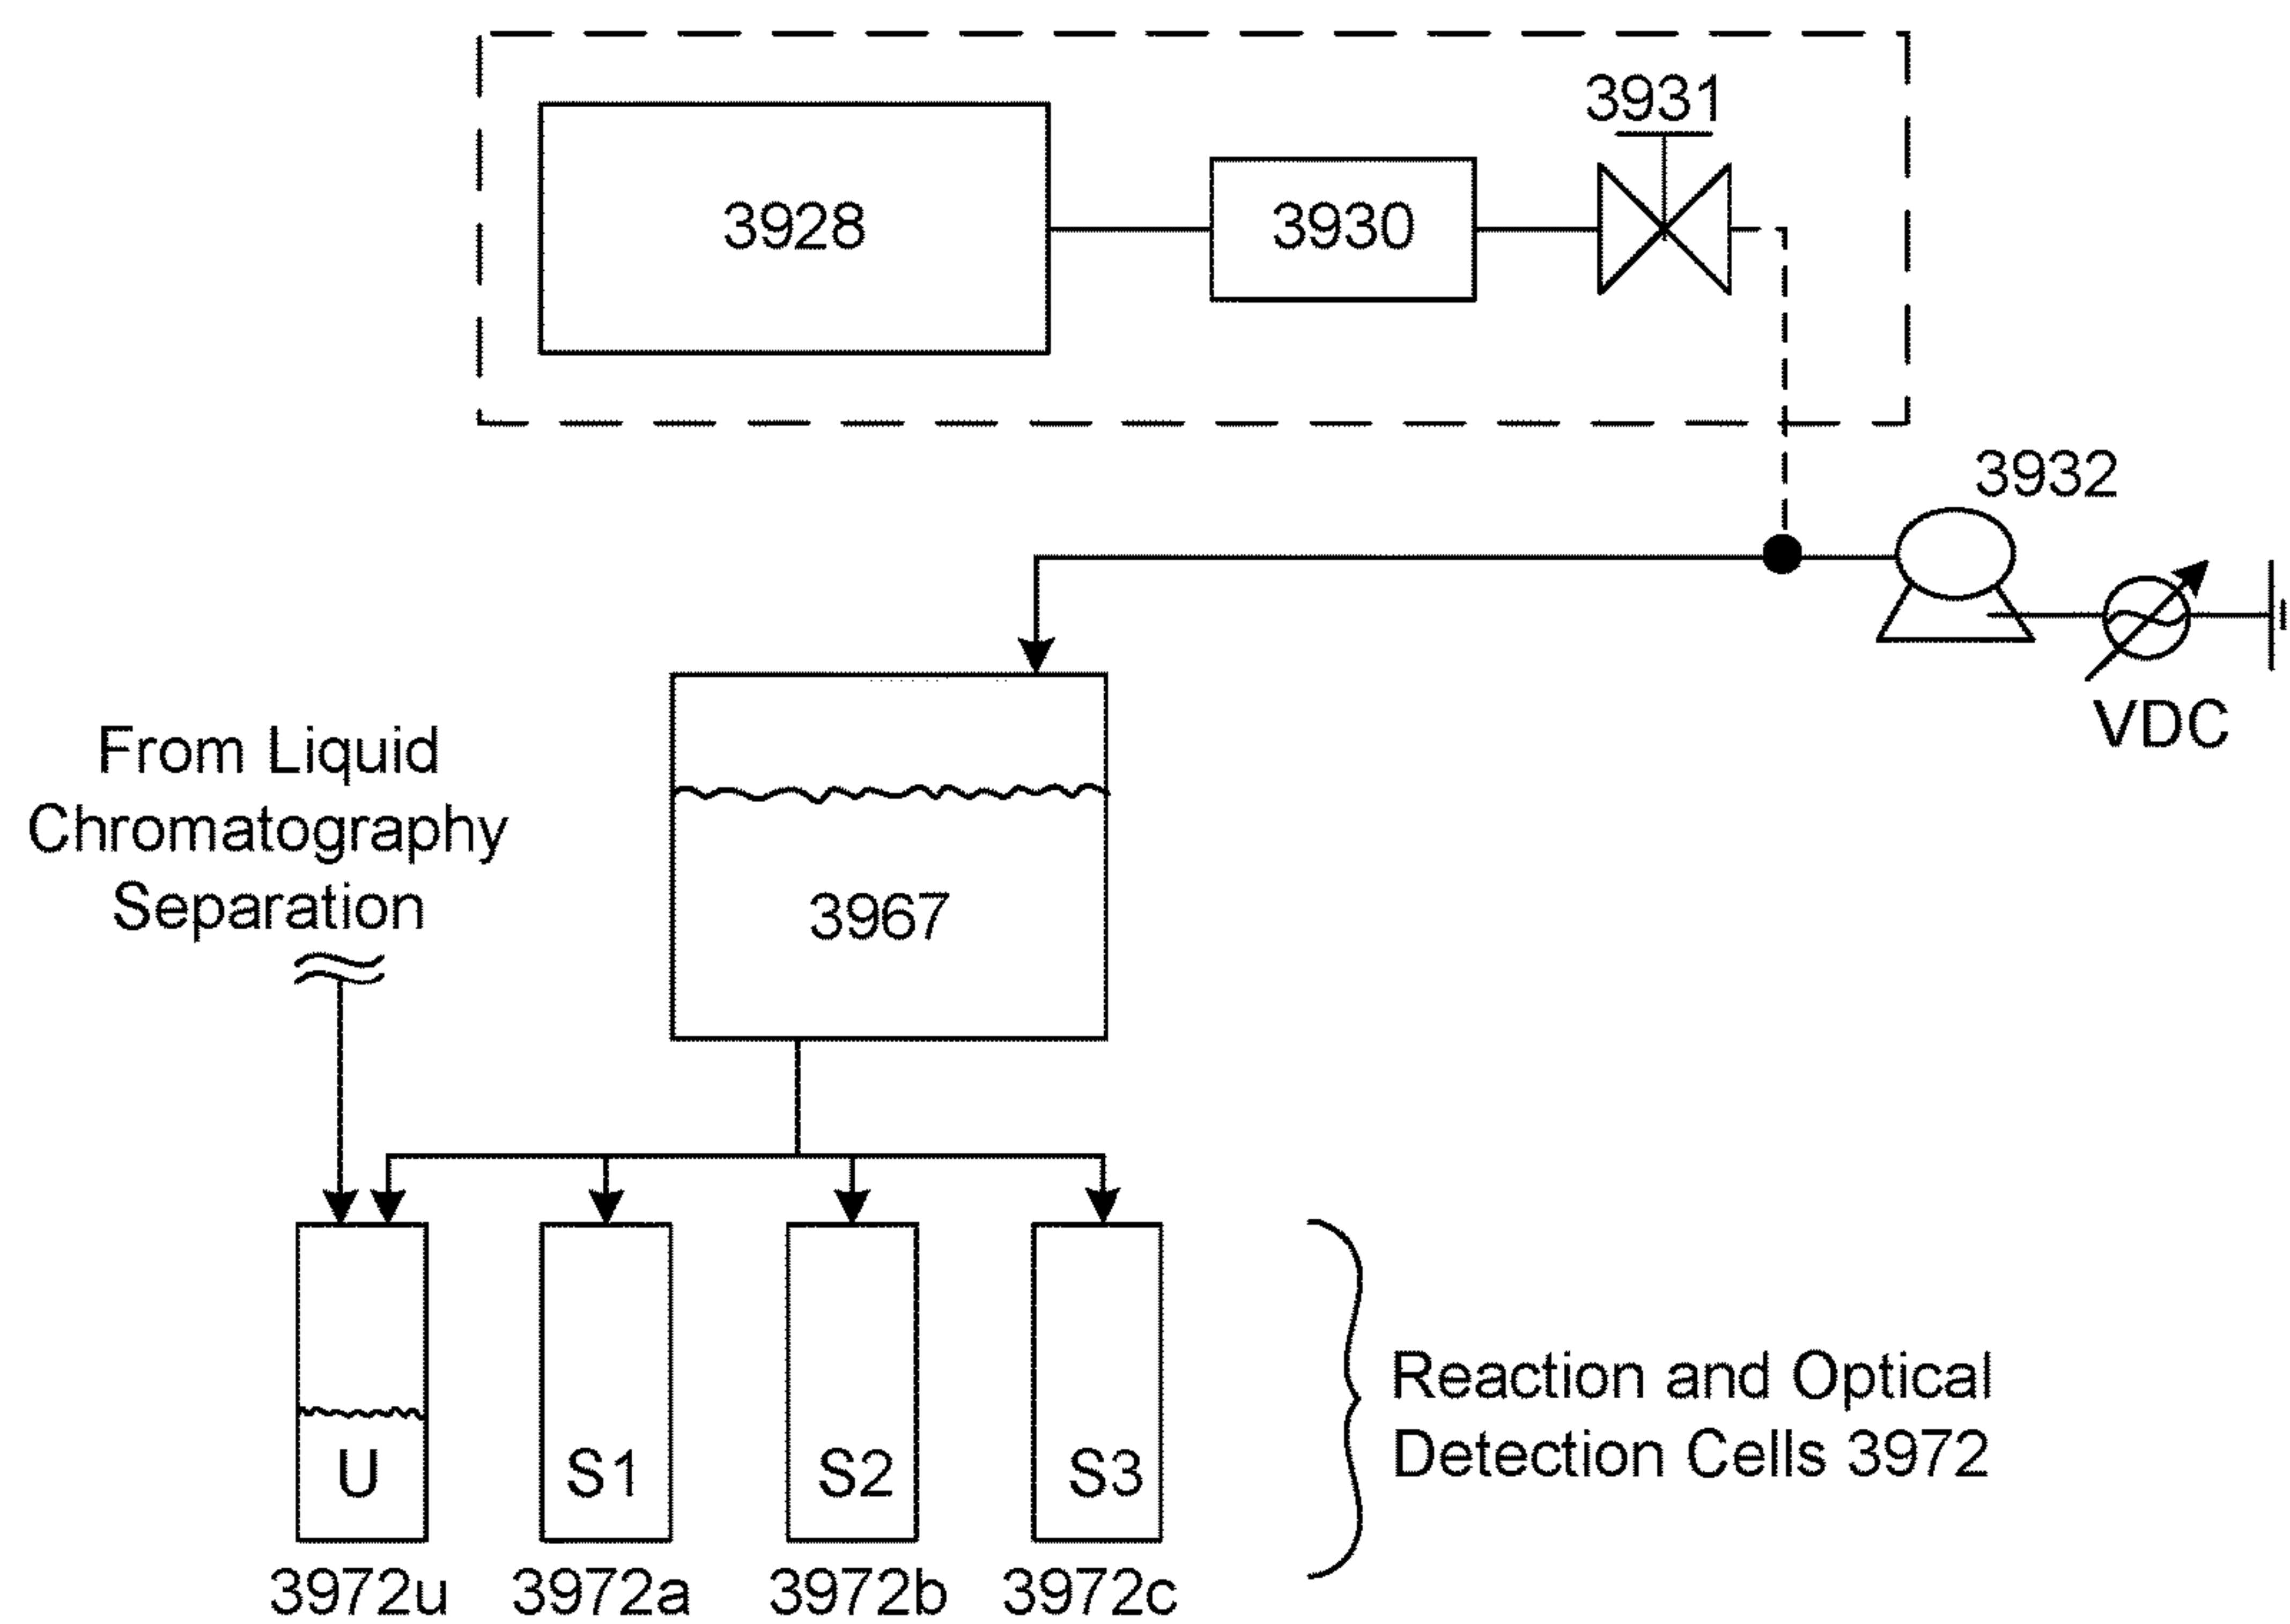 3931
3928
3930
3932
VDC
From Liquid
Chromatography
Separation
3967
U
S1
S2
S3
Reaction and Optical
Detection Cells 3972
3972u
3972a
3972b
3972c